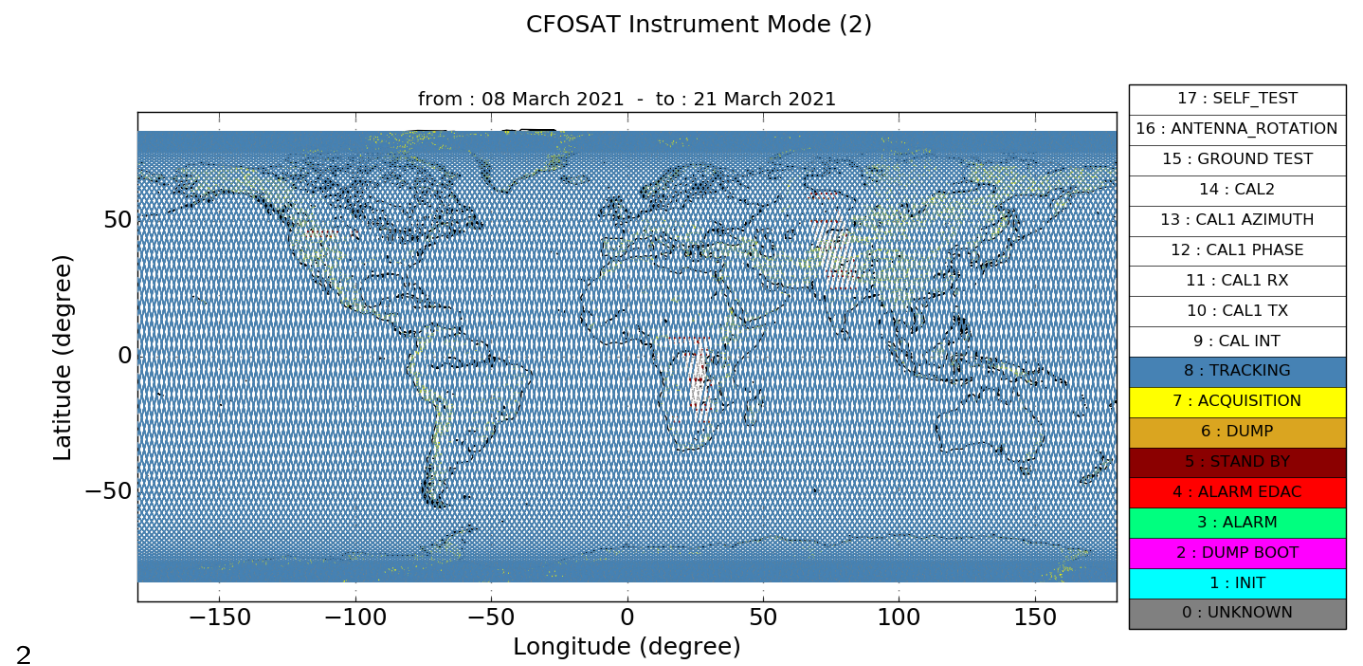 CFOSAT Instrument Mode (2)
from : 08 March 2021 - to : 21 March 2021
17 : SELF_TEST
16 : ANTENNA_ROTATION
15 : GROUND TEST
14 : CAL2
13 : CAL1 AZIMUTH
12 : CAL1 PHASE
11 : CAL1 RX
10 : CAL1 TX
9 : CAL INT
8 : TRACKING
7 : ACQUISITION
6 : DUMP
5 : STAND BY
4 : ALARM EDAC
3 : ALARM
2 : DUMP BOOT
1 : INIT
0 : UNKNOWN
Latitude (degree)
50
0
−50
−150 −100 −50 0 50 100 150
Longitude (degree)
2